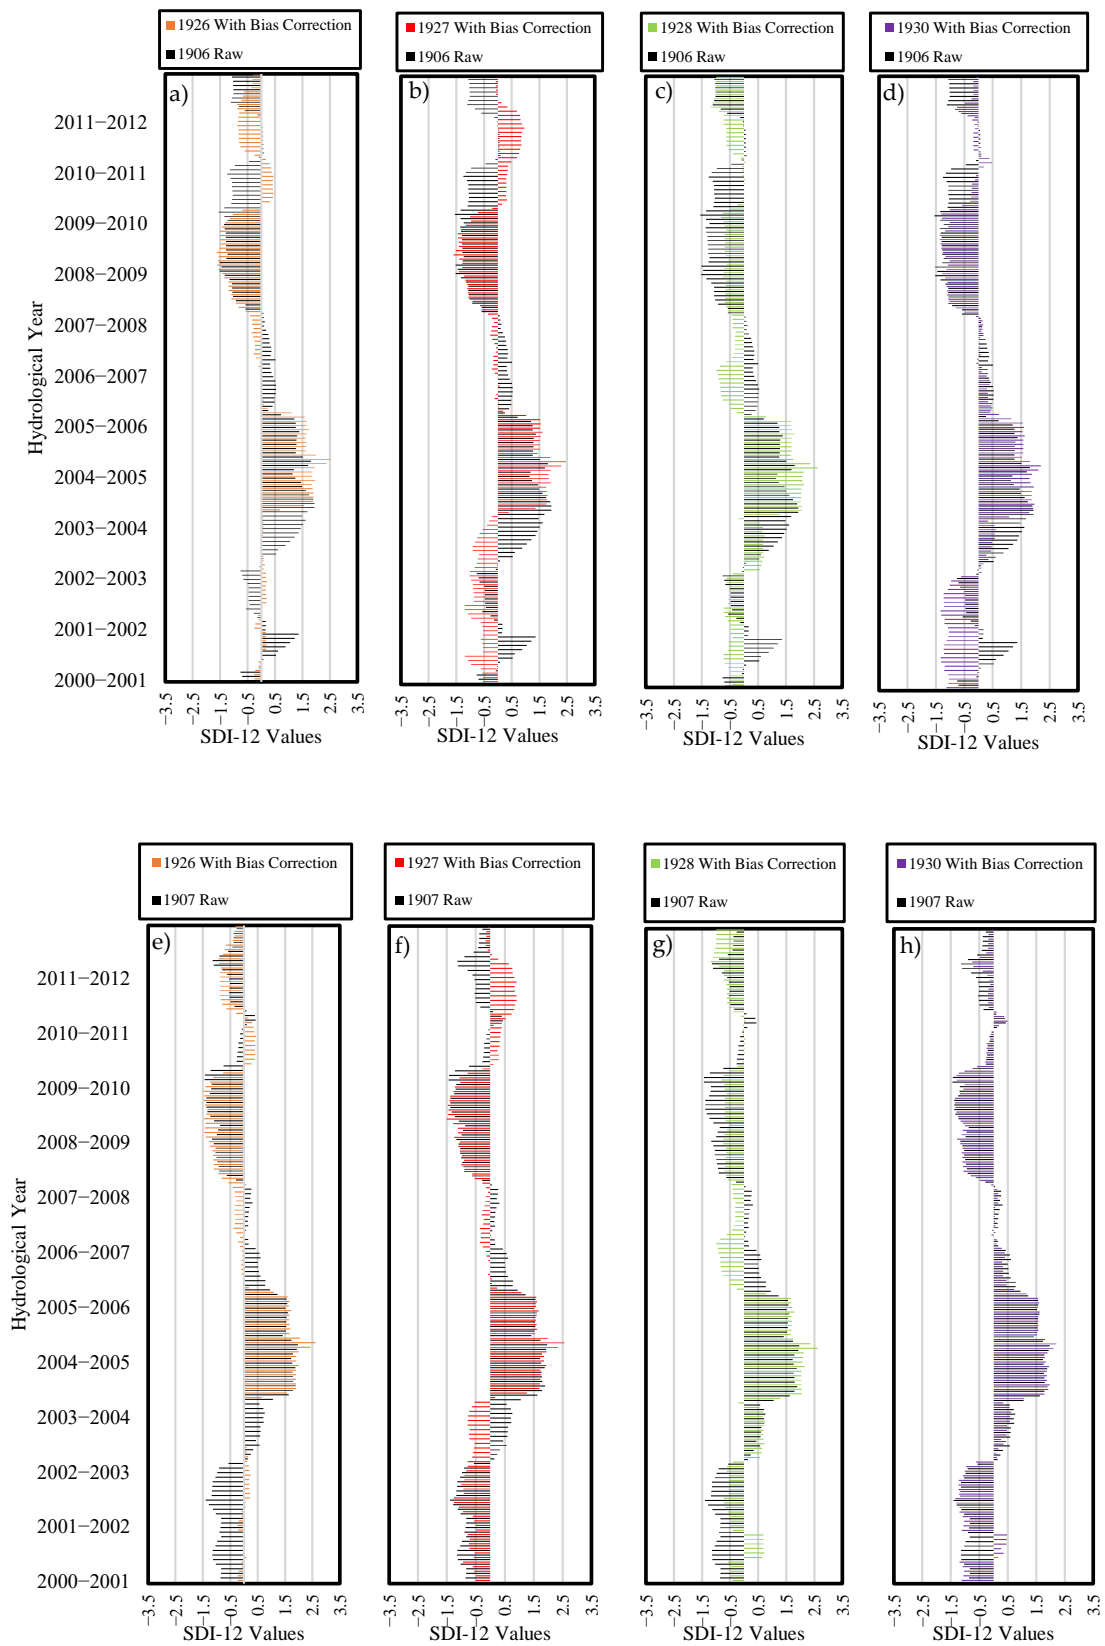 1926 With Bias Correction
1906 Raw
1927 With Bias Correction
1906 Raw
1928 With Bias Correction
1906 Raw
1930 With Bias Correction
1906 Raw
a)
b)
c)
d)
Hydrological Year
2011−2012
2010−2011
2009−2010
2008−2009
2007−2008
2006−2007
2005−2006
2004−2005
2003−2004
2002−2003
2001−2002
2000−2001
−3.5 −2.5 −1.5 −0.5 0.5 1.5 2.5 3.5
−3.5 −2.5 −1.5 −0.5 0.5 1.5 2.5 3.5
−3.5 −2.5 −1.5 −0.5 0.5 1.5 2.5 3.5
−3.5 −2.5 −1.5 −0.5 0.5 1.5 2.5 3.5
SDI-12 Values
SDI-12 Values
SDI-12 Values
SDI-12 Values
1926 With Bias Correction
1907 Raw
1927 With Bias Correction
1907 Raw
1928 With Bias Correction
1907 Raw
1930 With Bias Correction
1907 Raw
e)
f)
g)
h)
Hydrological Year
2011−2012
2010−2011
2009−2010
2008−2009
2007−2008
2006−2007
2005−2006
2004−2005
2003−2004
2002−2003
2001−2002
2000−2001
−3.5 −2.5 −1.5 −0.5 0.5 1.5 2.5 3.5
−3.5 −2.5 −1.5 −0.5 0.5 1.5 2.5 3.5
−3.5 −2.5 −1.5 −0.5 0.5 1.5 2.5 3.5
−3.5 −2.5 −1.5 −0.5 0.5 1.5 2.5 3.5
SDI-12 Values
SDI-12 Values
SDI-12 Values
SDI-12 Values